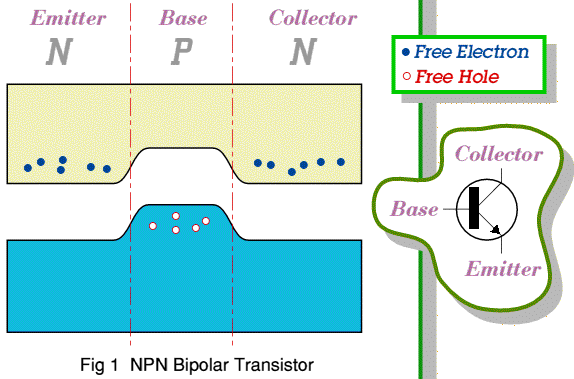 Emitter Base Collector
N P N
Free Electron
Free Hole
Collector
Base
Emitter
Fig 1 NPN Bipolar Transistor